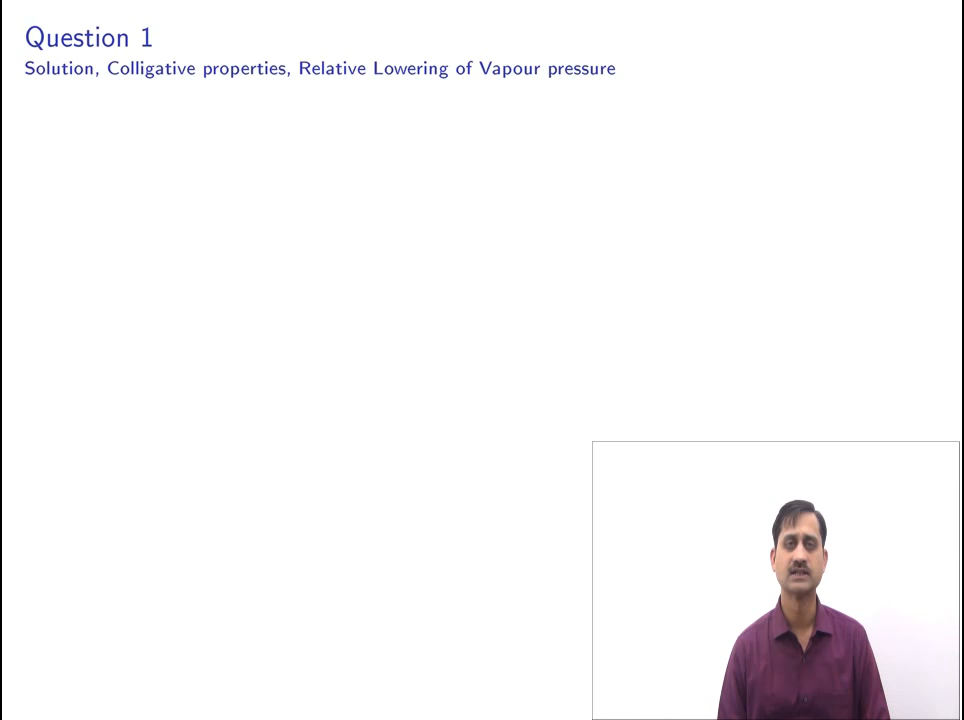 Question 1
Solution, Colligative properties, Relative Lowering of Vapour pressure